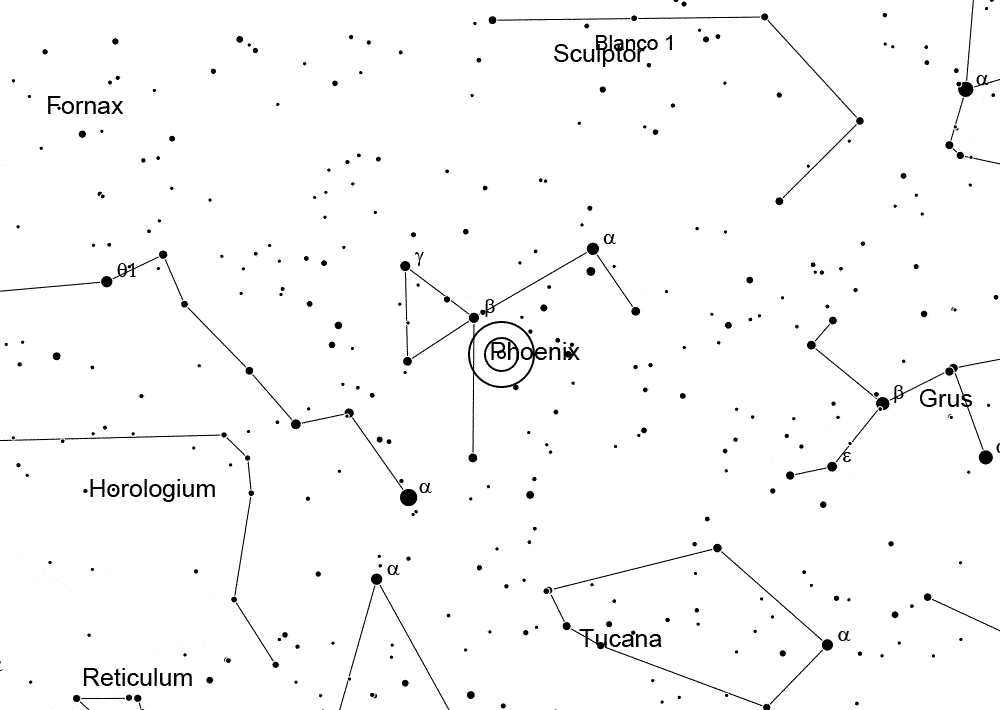 Blanco 1
Sculptor
α
Fornax
α
γ
θ1
β
Phoenix
β
Grus
α
ε
Horologium
α
α
Tucana
α
Reticulum